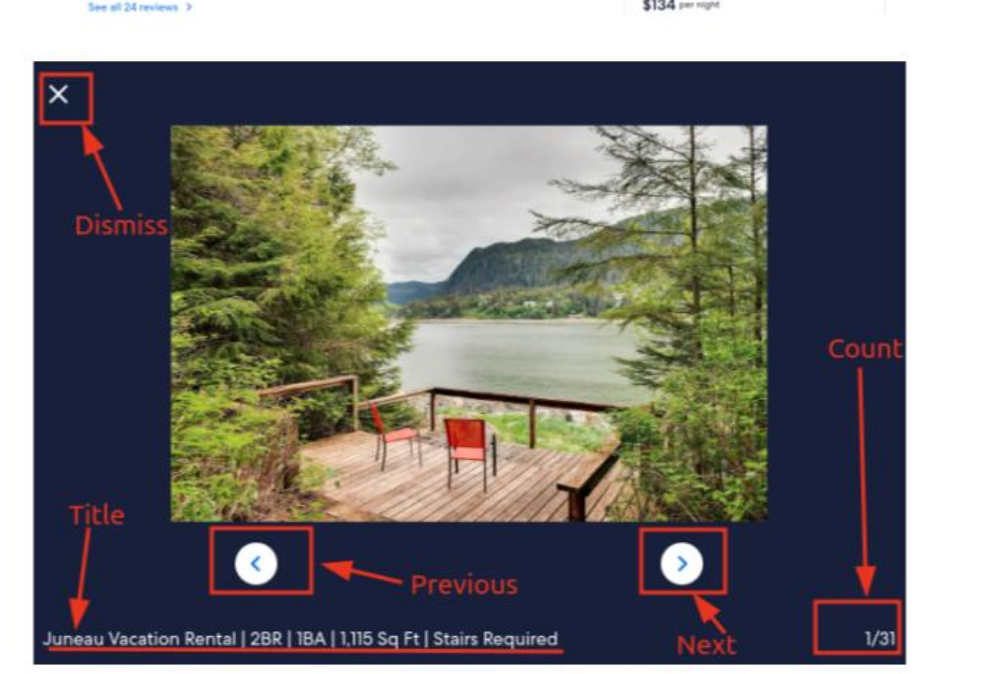 See all 24 reviews >
$134 per night
Dismiss
Count
Title
Previous
Next
Juneau Vacation Rental | 2BR | 1BA | 1,115 Sq Ft | Stairs Required
1/31